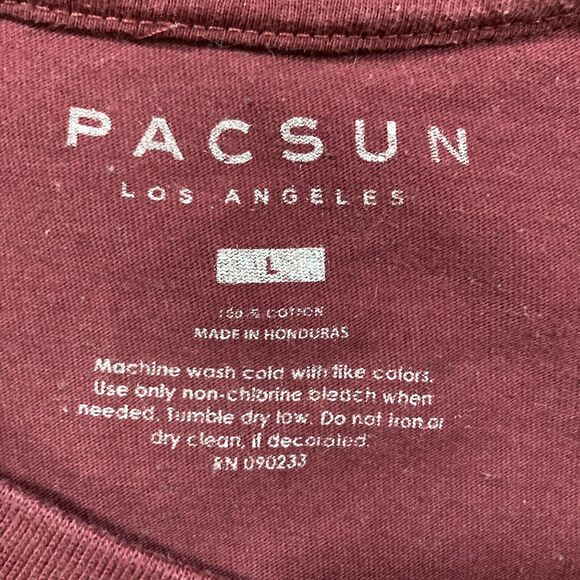 PACSUN
LOS ANGELES
L
100% COTTON
MADE IN HONDURAS
Machine wash cold with like colors.
Use only non-chlorine bleach when
needed. Tumble dry low. Do not iron or
dry clean, if decorated.
RN 090233